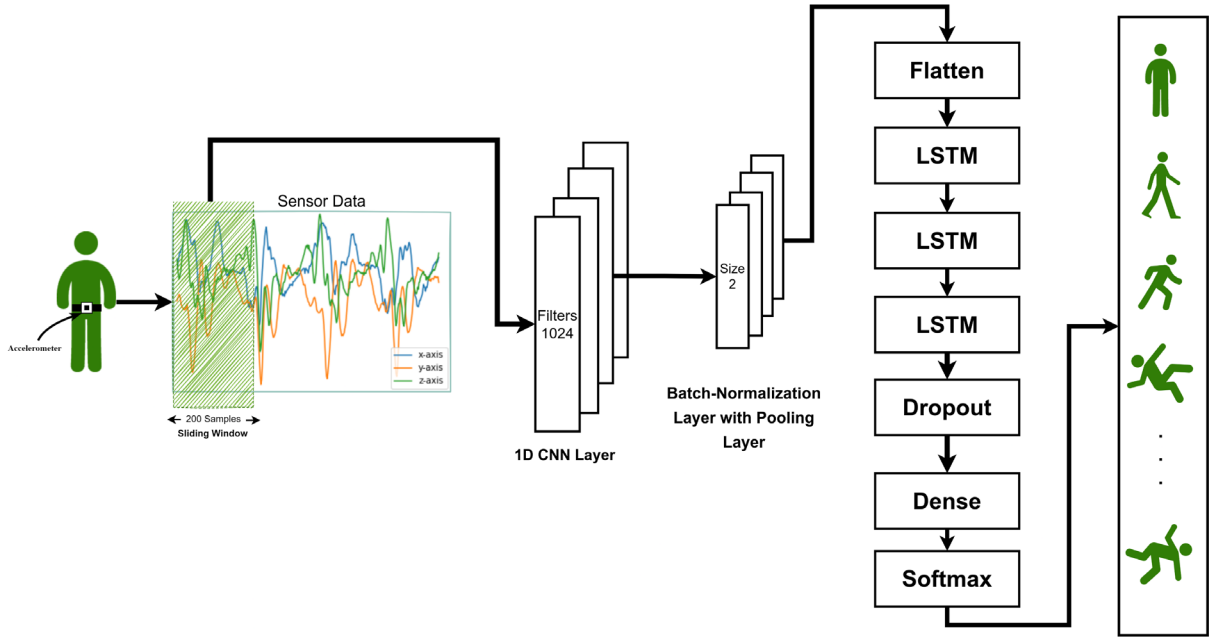 Accelerometer
Sensor Data
x-axis
y-axis
z-axis
200 Samples
Sliding Window
Filters
1024
1D CNN Layer
Size
2
Batch-Normalization
Layer with Pooling
Layer
Flatten
LSTM
LSTM
LSTM
Dropout
Dense
Softmax